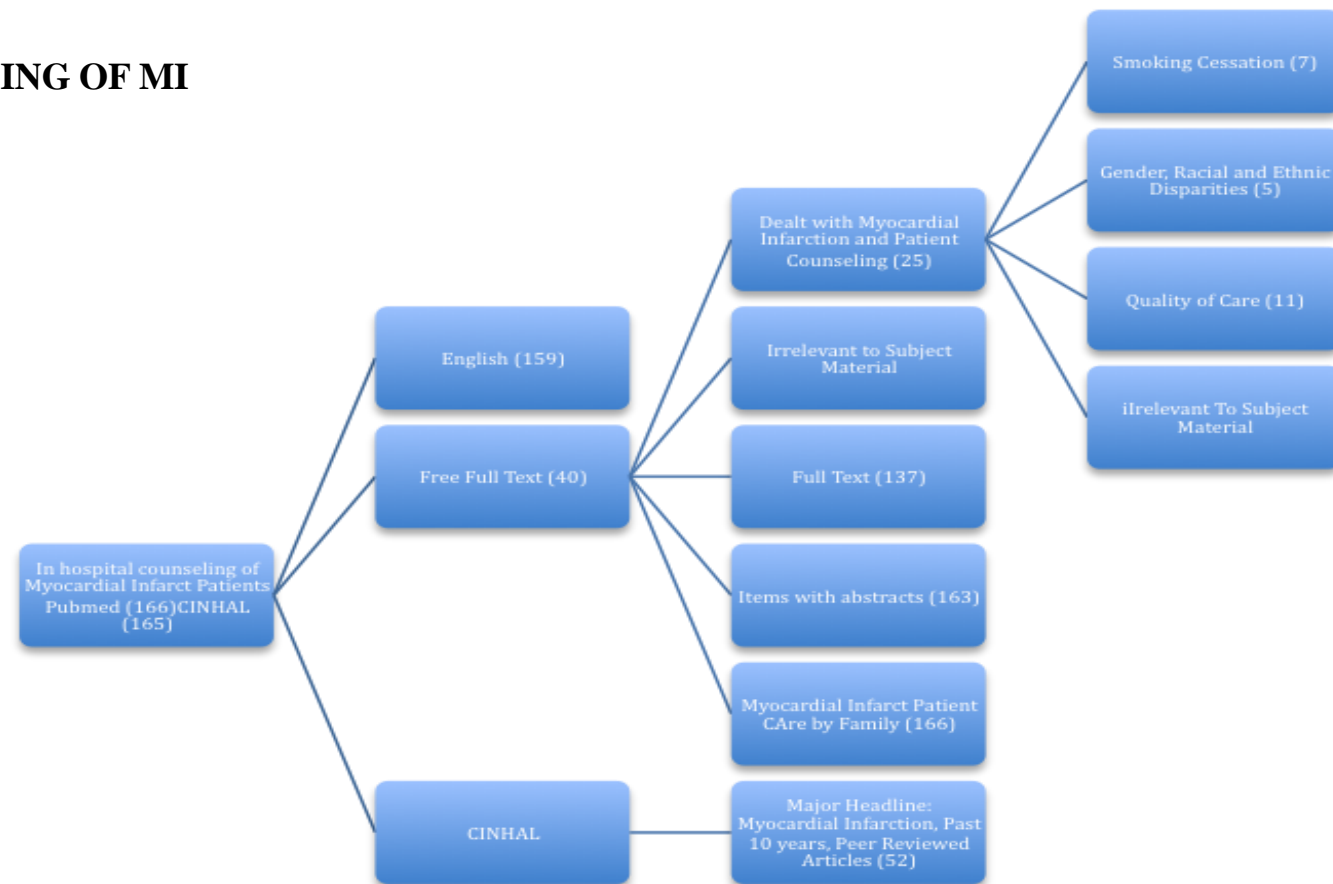 ING OF MI
In hospital counseling of
Myocardial Infarct Patients
Pubmed (166)CINHAL
(165)
English (159)
Free Full Text (40)
CINHAL
Dealt with Myocardial
Infarction and Patient
Counseling (25)
Irrelevant to Subject
Material
Full Text (137)
Items with abstracts (163)
Myocardial Infarct Patient
CAre by Family (166)
Major Headline:
Myocardial Infarction, Past
10 years, Peer Reviewed
Articles (52)
Smoking Cessation (7)
Gender, Racial and Ethnic
Disparities (5)
Quality of Care (11)
iIrelevant To Subject
Material